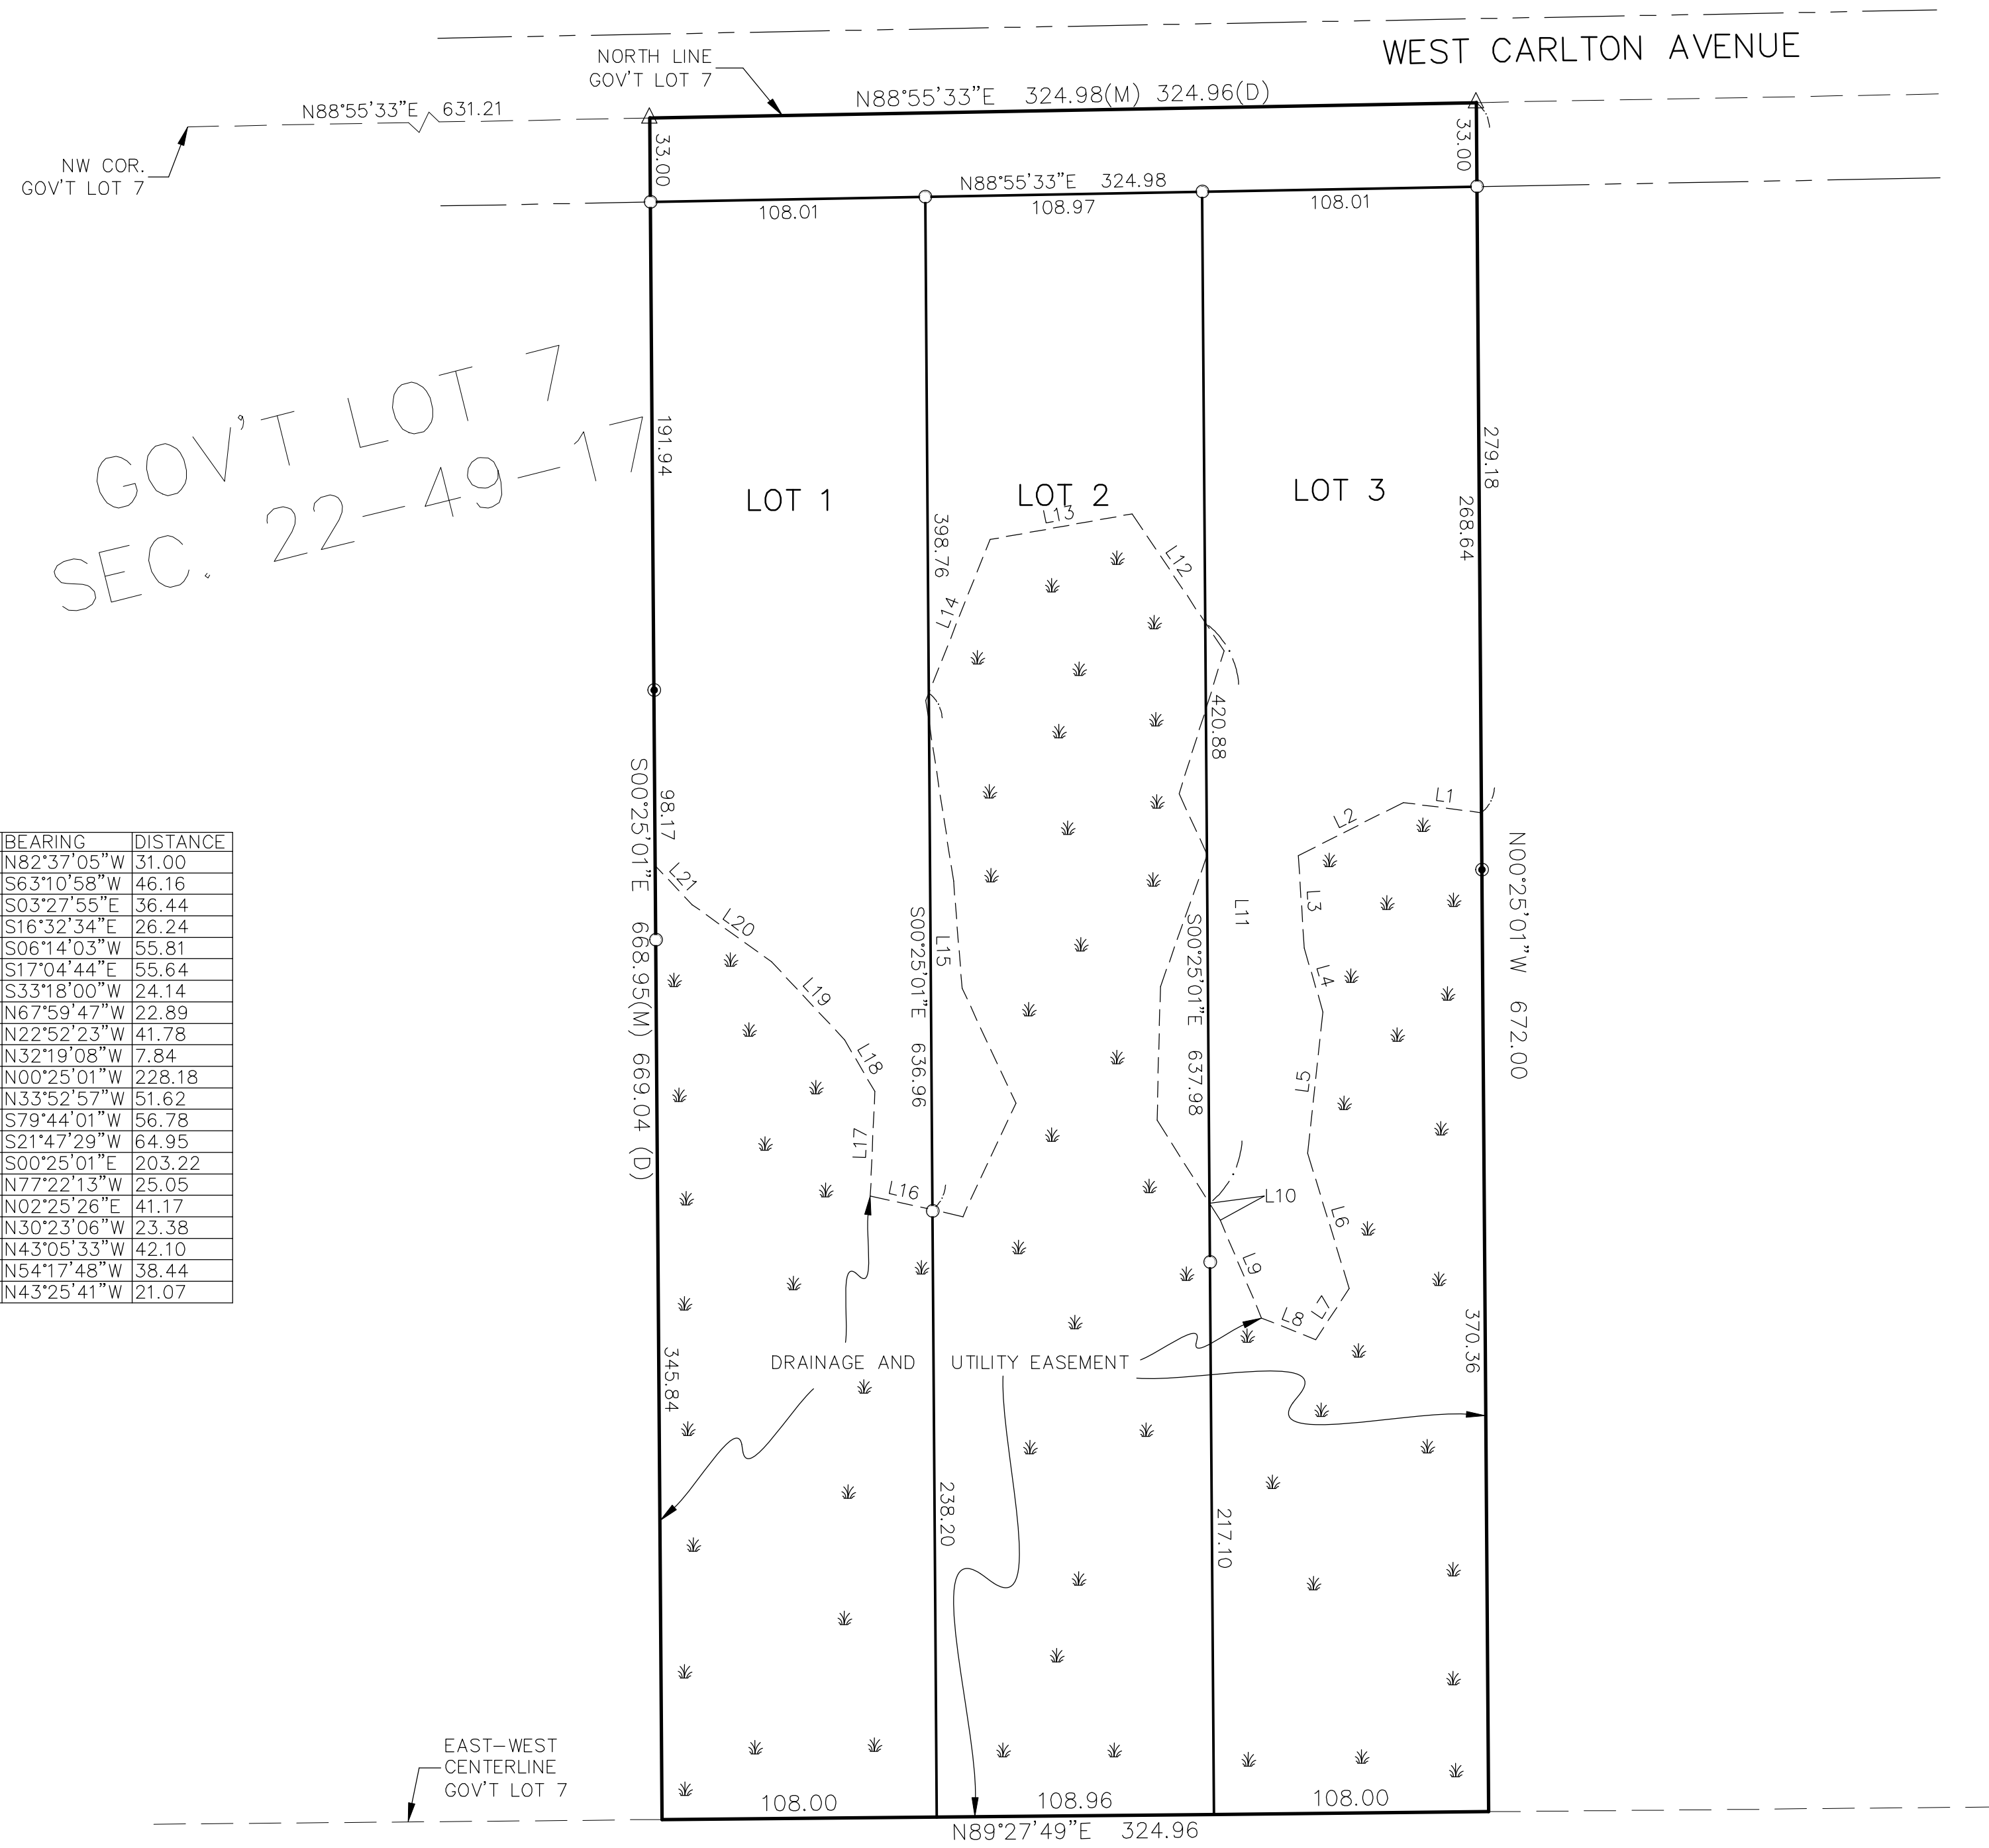 WEST CARLTON AVENUE
NORTH LINE
GOV'T LOT 7
N88°55'33"E 324.98(M) 324.96(D)
N88°55'33"E 631.21
NW COR.
GOV'T LOT 7
33.00
33.00
N88°55'33"E 324.98
108.01
108.97
108.01
GOV'T LOT 7
SEC. 22-49-17
191.94
398.76
279.18
268.64
LOT 1
LOT 2
LOT 3
L13
L12
L14
420.88
L1
L2
L3
L4
L5
L6
L7
L8
L9
L10
L11
L15
L16
L17
L18
L19
L20
L21
98.17
S00°25'01"E 668.95(M) 669.04 (D)
S00°25'01"E 636.96
S00°25'01"E 637.98
N00°25'01"W 672.00
BEARING DISTANCE
N82°37'05"W 31.00
S63°10'58"W 46.16
S03°27'55"E 36.44
S16°32'34"E 26.24
S06°14'03"W 55.81
S17°04'44"E 55.64
S33°18'00"W 24.14
N67°59'47"W 22.89
N22°52'23"W 41.78
N32°19'08"W 7.84
N00°25'01"W 228.18
N33°52'57"W 51.62
S79°44'01"W 56.78
S21°47'29"W 64.95
S00°25'01"E 203.22
N77°22'13"W 25.05
N02°25'26"E 41.17
N30°23'06"W 23.38
N43°05'33"W 42.10
N54°17'48"W 38.44
N43°25'41"W 21.07
345.84
370.36
DRAINAGE AND UTILITY EASEMENT
238.20
217.10
EAST-WEST
CENTERLINE
GOV'T LOT 7
108.00
108.96
108.00
N89°27'49"E 324.96